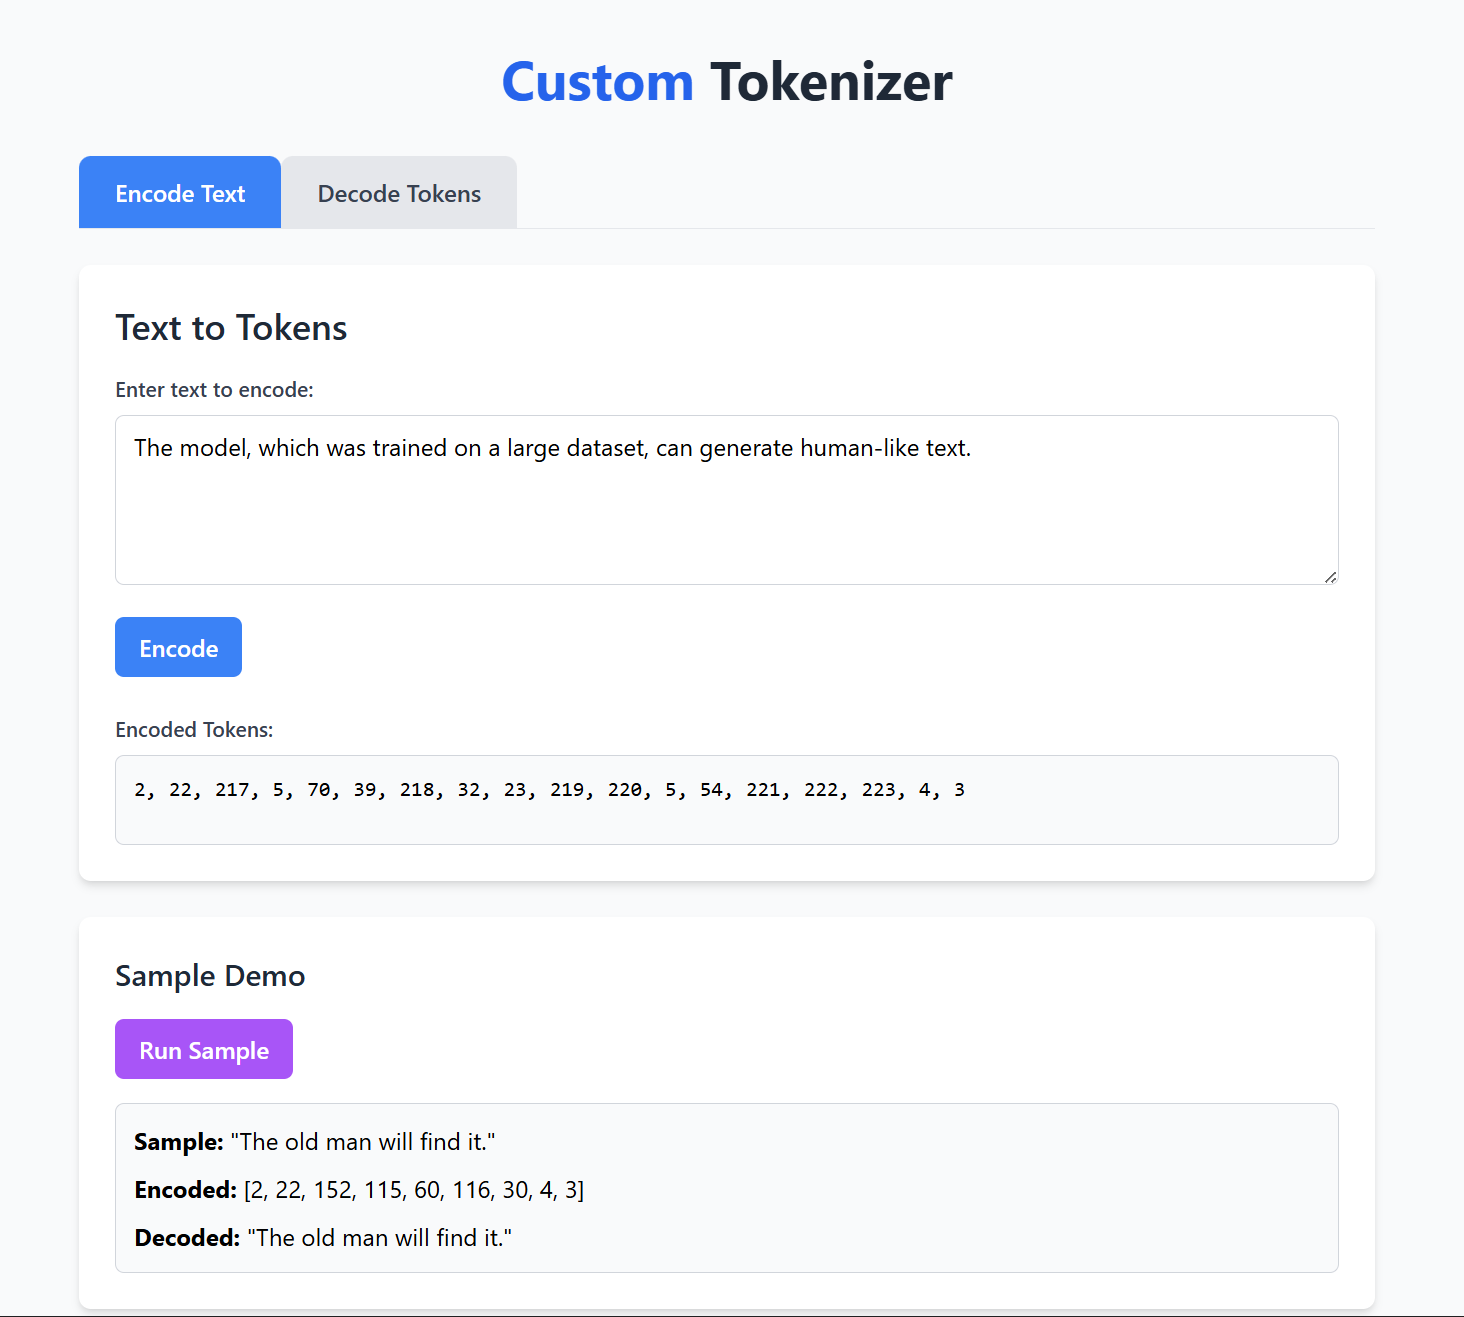 Custom Tokenizer
Encode Text Decode Tokens
Text to Tokens
Enter text to encode:
The model, which was trained on a large dataset, can generate human-like text.
Encode
Encoded Tokens:
2, 22, 217, 5, 70, 39, 218, 32, 23, 219, 220, 5, 54, 221, 222, 223, 4, 3
Sample Demo
Run Sample
Sample: "The old man will find it."
Encoded: [2, 22, 152, 115, 60, 116, 30, 4, 3]
Decoded: "The old man will find it."